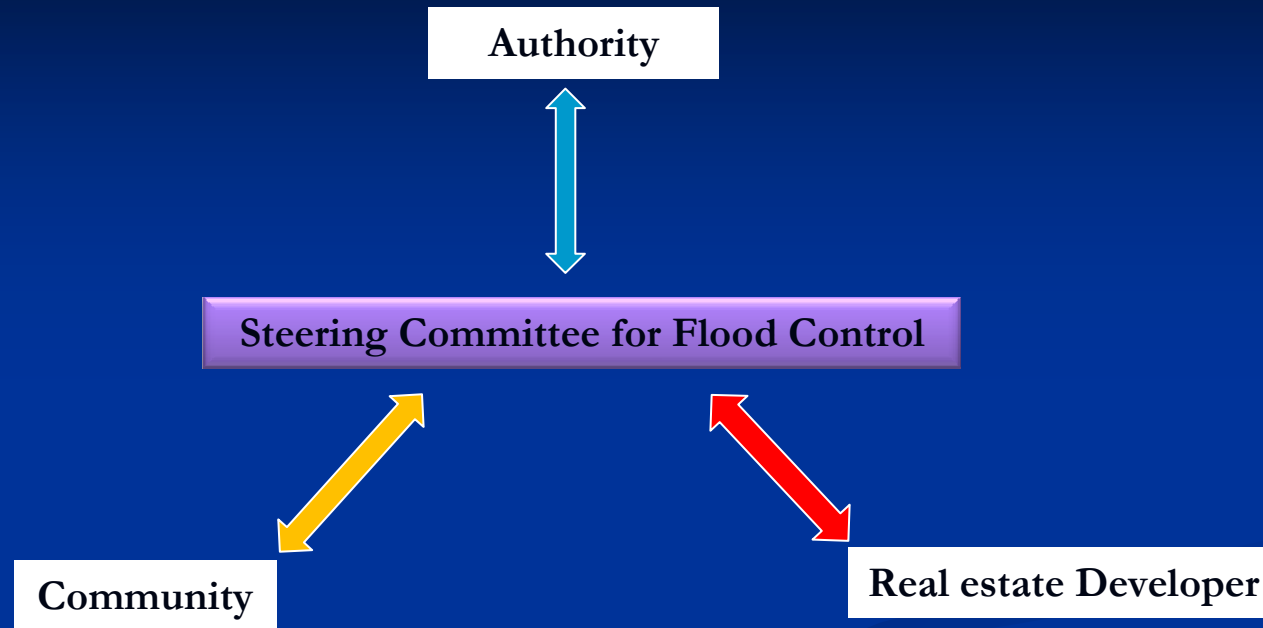 Authority
Steering Committee for Flood Control
Community
Real estate Developer